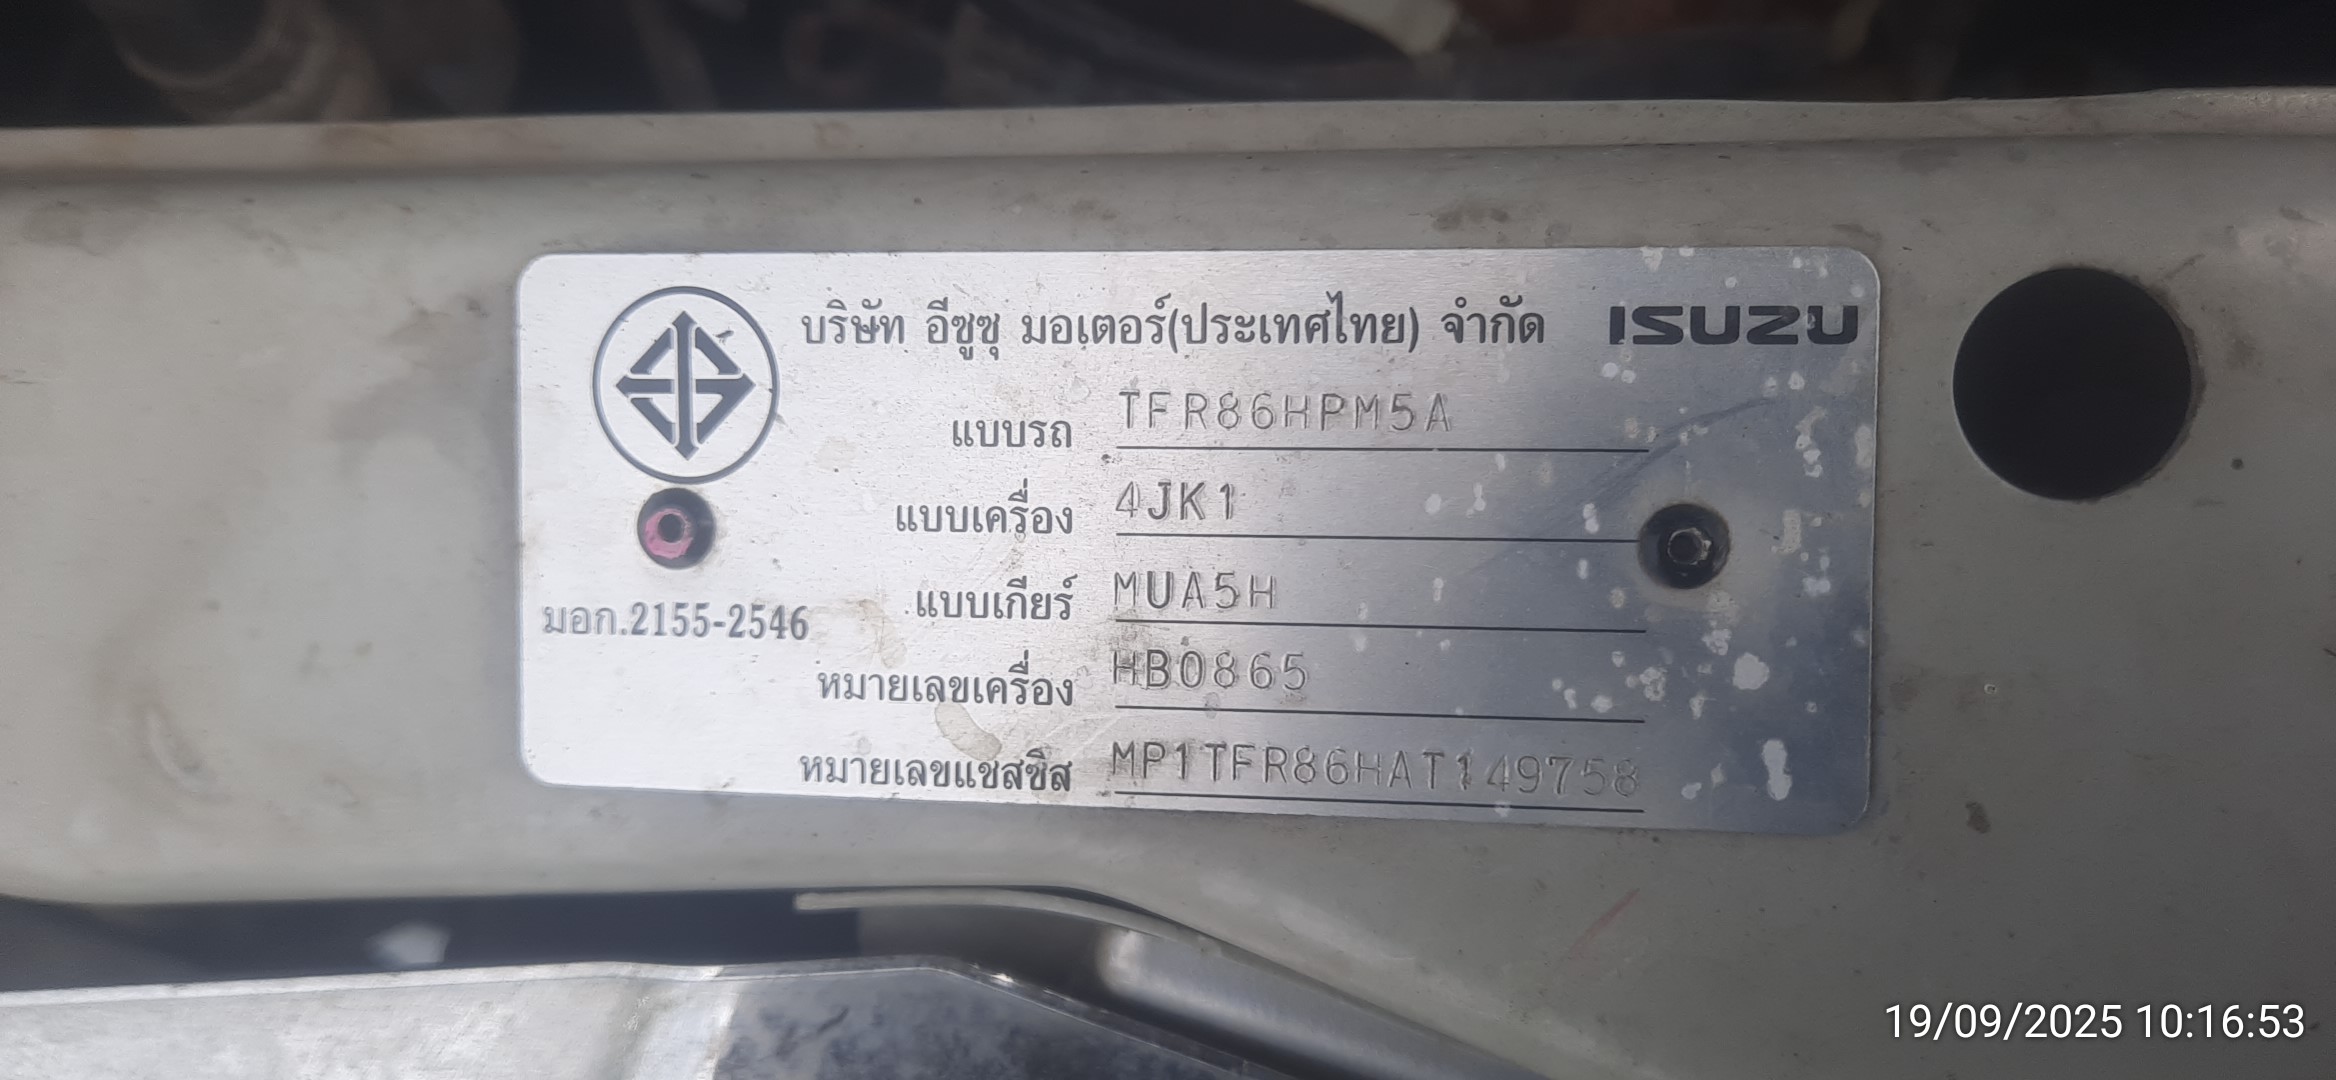 บริษัท อีซูซุ มอเตอร์(ประเทศไทย) จำกัด ISUZU
แบบรถ TFR86HPM5A
แบบเครื่อง 4JK1
แบบเกียร์ MUA5H
มอก.2155-2546
หมายเลขเครื่อง HB0865
หมายเลขแชสซีส MP1TFR86HAT149758
19/09/2025 10:16:53